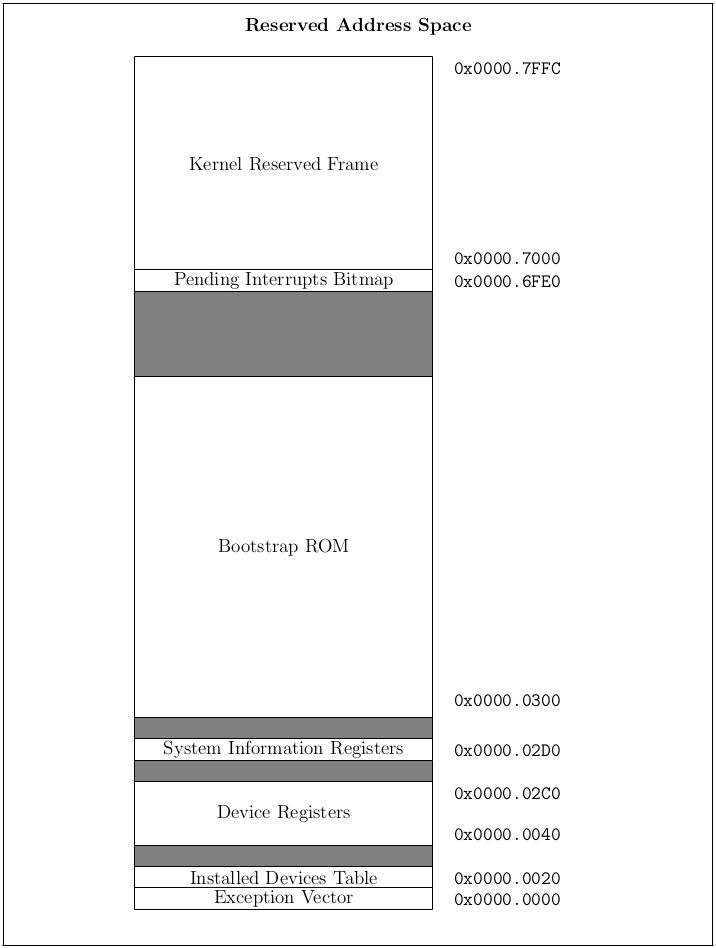 Reserved Address Space
0x0000.7FFC
Kernel Reserved Frame
0x0000.7000
Pending Interrupts Bitmap
0x0000.6FE0
Bootstrap ROM
0x0000.0300
System Information Registers
0x0000.02D0
0x0000.02C0
Device Registers
0x0000.0040
Installed Devices Table
0x0000.0020
Exception Vector
0x0000.0000